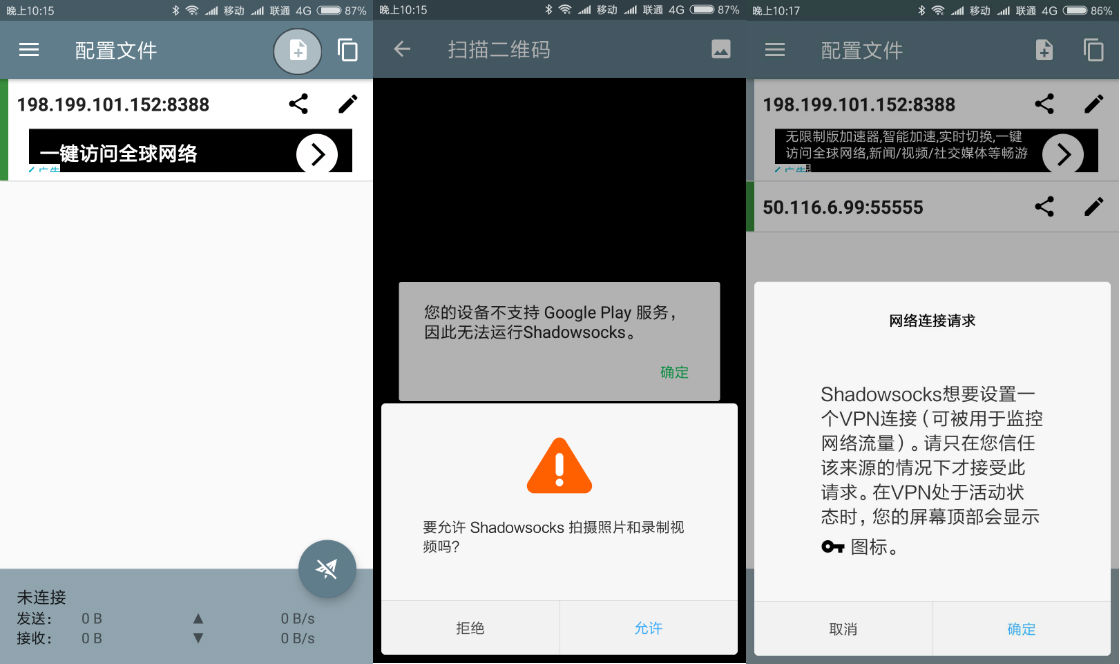 晚上10:15
移动
联通 4G
87%
配置文件
198.199.101.152:8388
一键访问全球网络
广告
未连接
发送: 0 B ▲ 0 B/s
接收: 0 B ▼ 0 B/s
晚上10:15
移动
联通 4G
87%
扫描二维码
您的设备不支持 Google Play 服务，
因此无法运行Shadowsocks。
确定
要允许 Shadowsocks 拍摄照片和录制视
频吗?
拒绝
允许
晚上10:17
移动
联通 4G
86%
配置文件
198.199.101.152:8388
无限制版加速器,智能加速,实时切换,一键
访问全球网络,新闻/视频/社交媒体等畅游
广告
50.116.6.99:55555
网络连接请求
Shadowsocks想要设置一
个VPN连接（可被用于监控
网络流量）。请只在您信任
该来源的情况下才接受此
请求。在VPN处于活动状
态时，您的屏幕顶部会显示
图标。
取消
确定